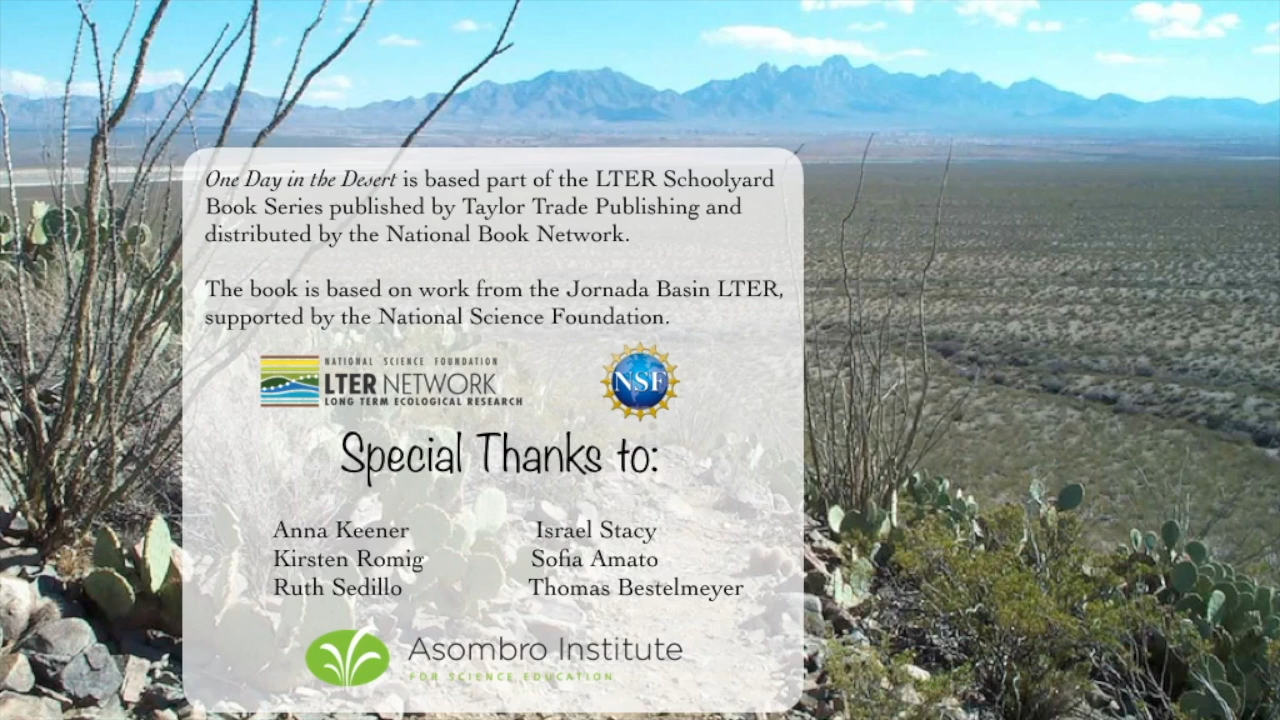 One Day in the Desert is based part of the LTER Schoolyard
Book Series published by Taylor Trade Publishing and
distributed by the National Book Network.
The book is based on work from the Jornada Basin LTER,
supported by the National Science Foundation.
NATIONAL SCIENCE FOUNDATION
LTER NETWORK
LONG TERM ECOLOGICAL RESEARCH
NSF
Special Thanks to:
Anna Keener Israel Stacy
Kirsten Romig Sofia Amato
Ruth Sedillo Thomas Bestelmeyer
Asombro Institute
FOR SCIENCE EDUCATION